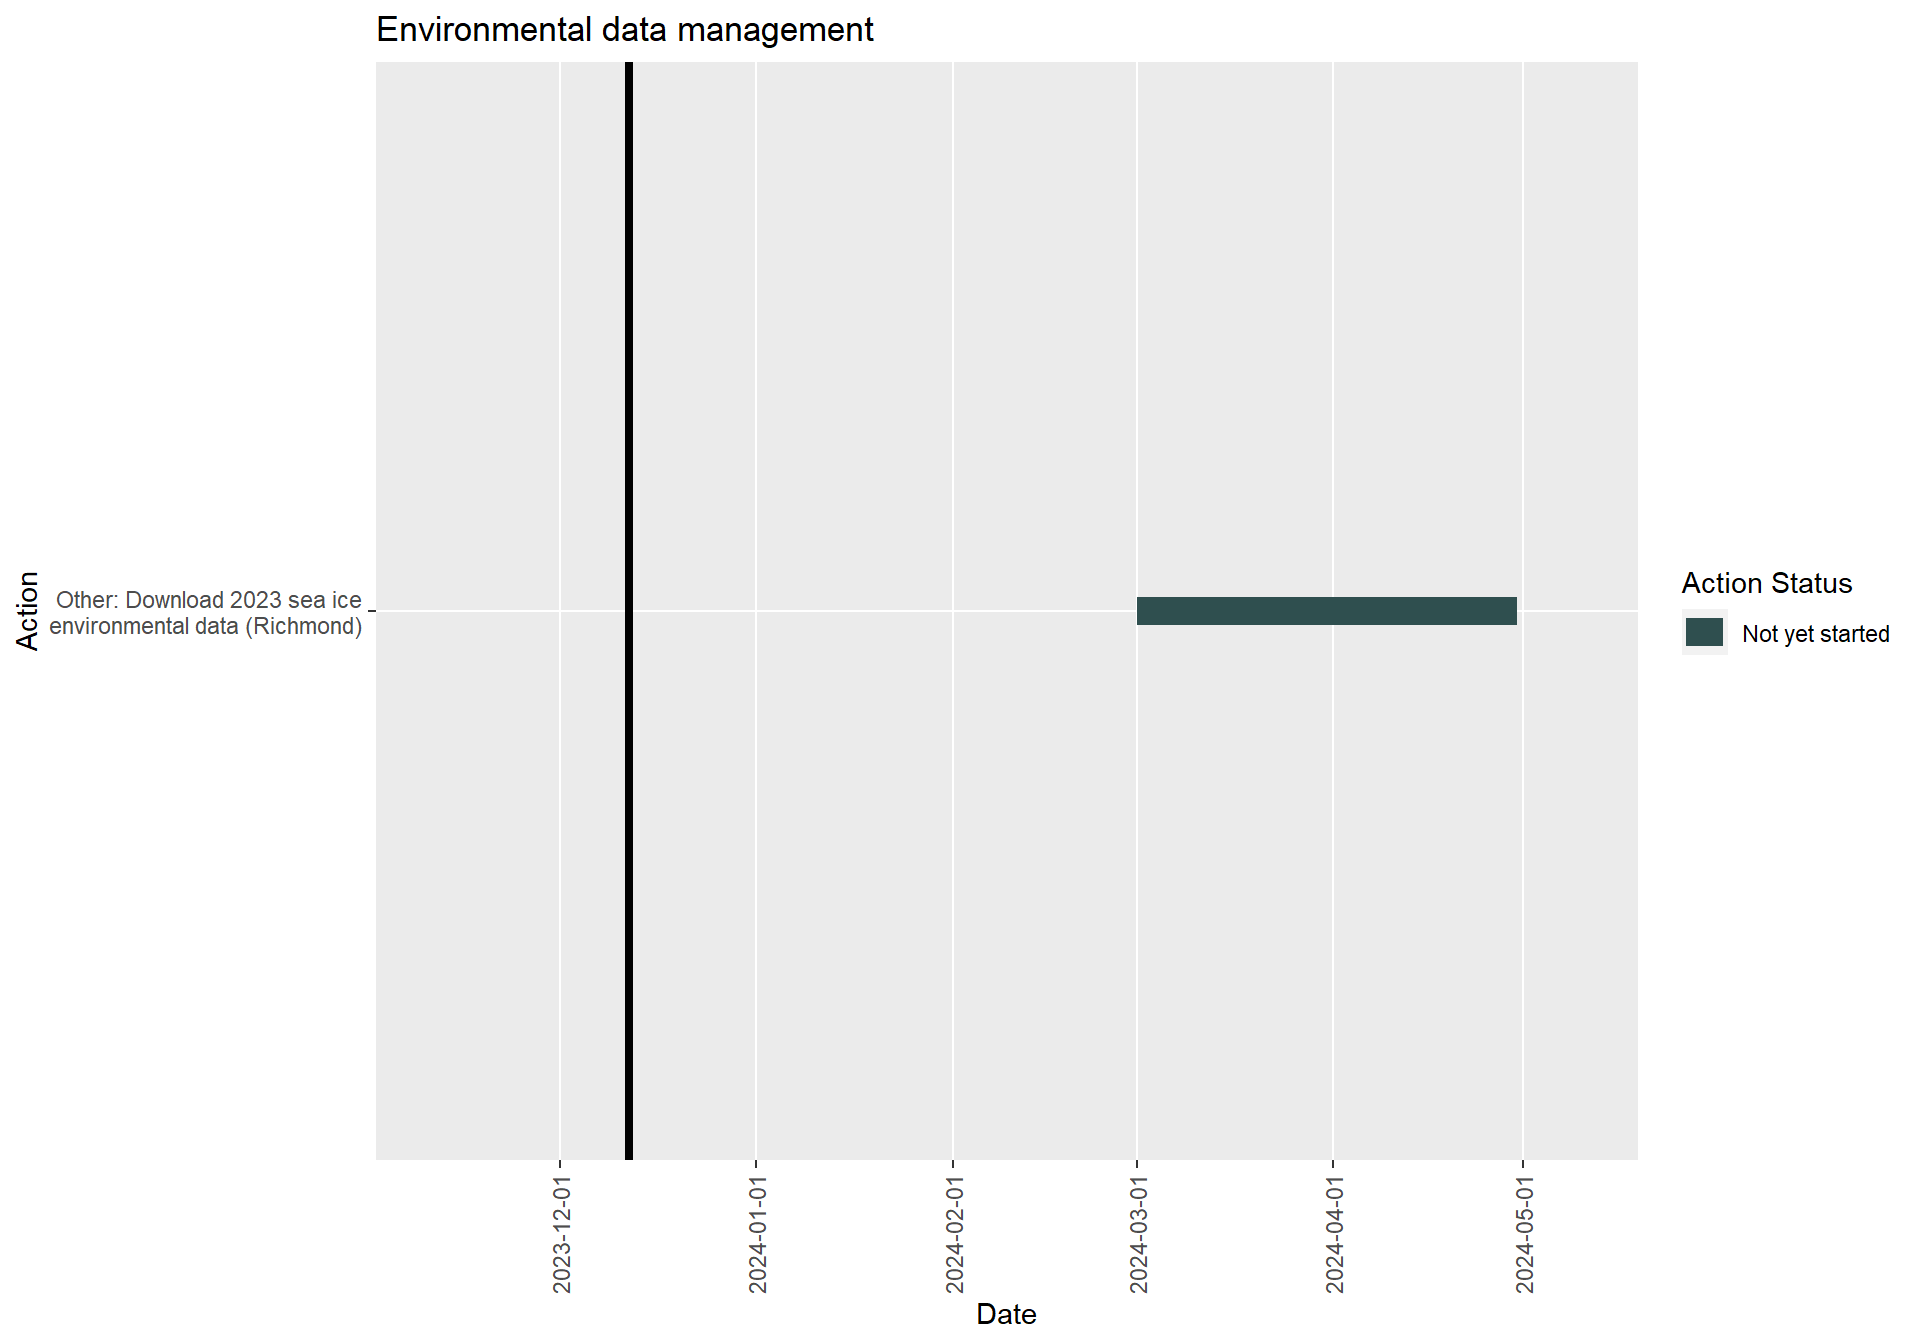 Environmental data management
Action
Other: Download 2023 sea ice
environmental data (Richmond)
Action Status
Not yet started
2023-12-01
2024-01-01
2024-02-01
2024-03-01
2024-04-01
2024-05-01
Date